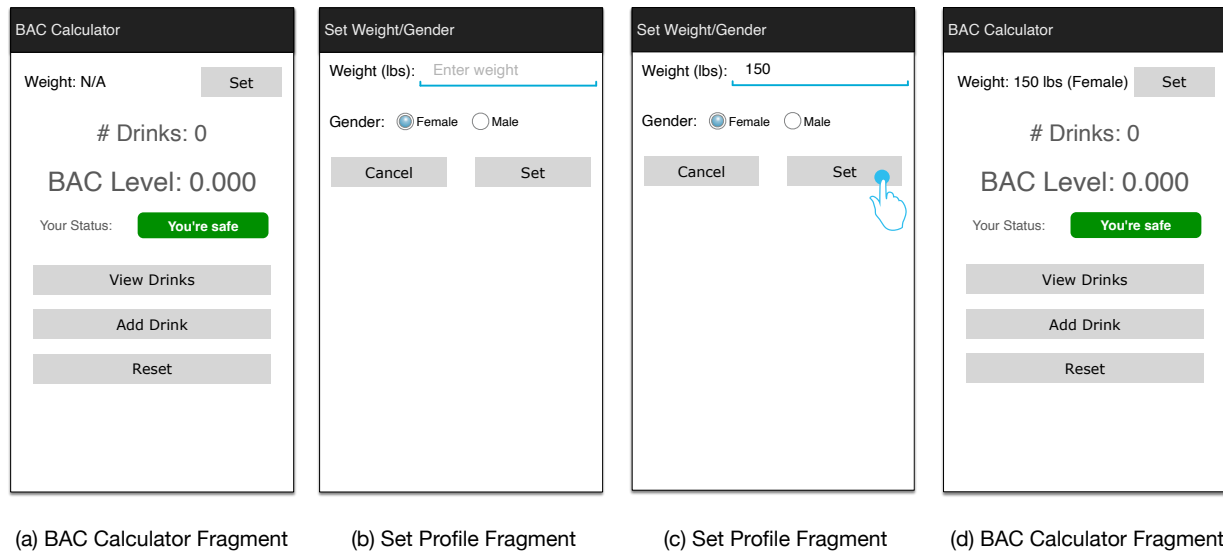 BAC Calculator
Weight: N/A
Set
# Drinks: 0
BAC Level: 0.000
Your Status:
You're safe
View Drinks
Add Drink
Reset
(a) BAC Calculator Fragment
Set Weight/Gender
Weight (lbs): Enter weight
Gender: Female Male
Cancel
Set
(b) Set Profile Fragment
Set Weight/Gender
Weight (lbs): 150
Gender: Female Male
Cancel
Set
(c) Set Profile Fragment
BAC Calculator
Weight: 150 lbs (Female)
Set
# Drinks: 0
BAC Level: 0.000
Your Status:
You're safe
View Drinks
Add Drink
Reset
(d) BAC Calculator Fragment